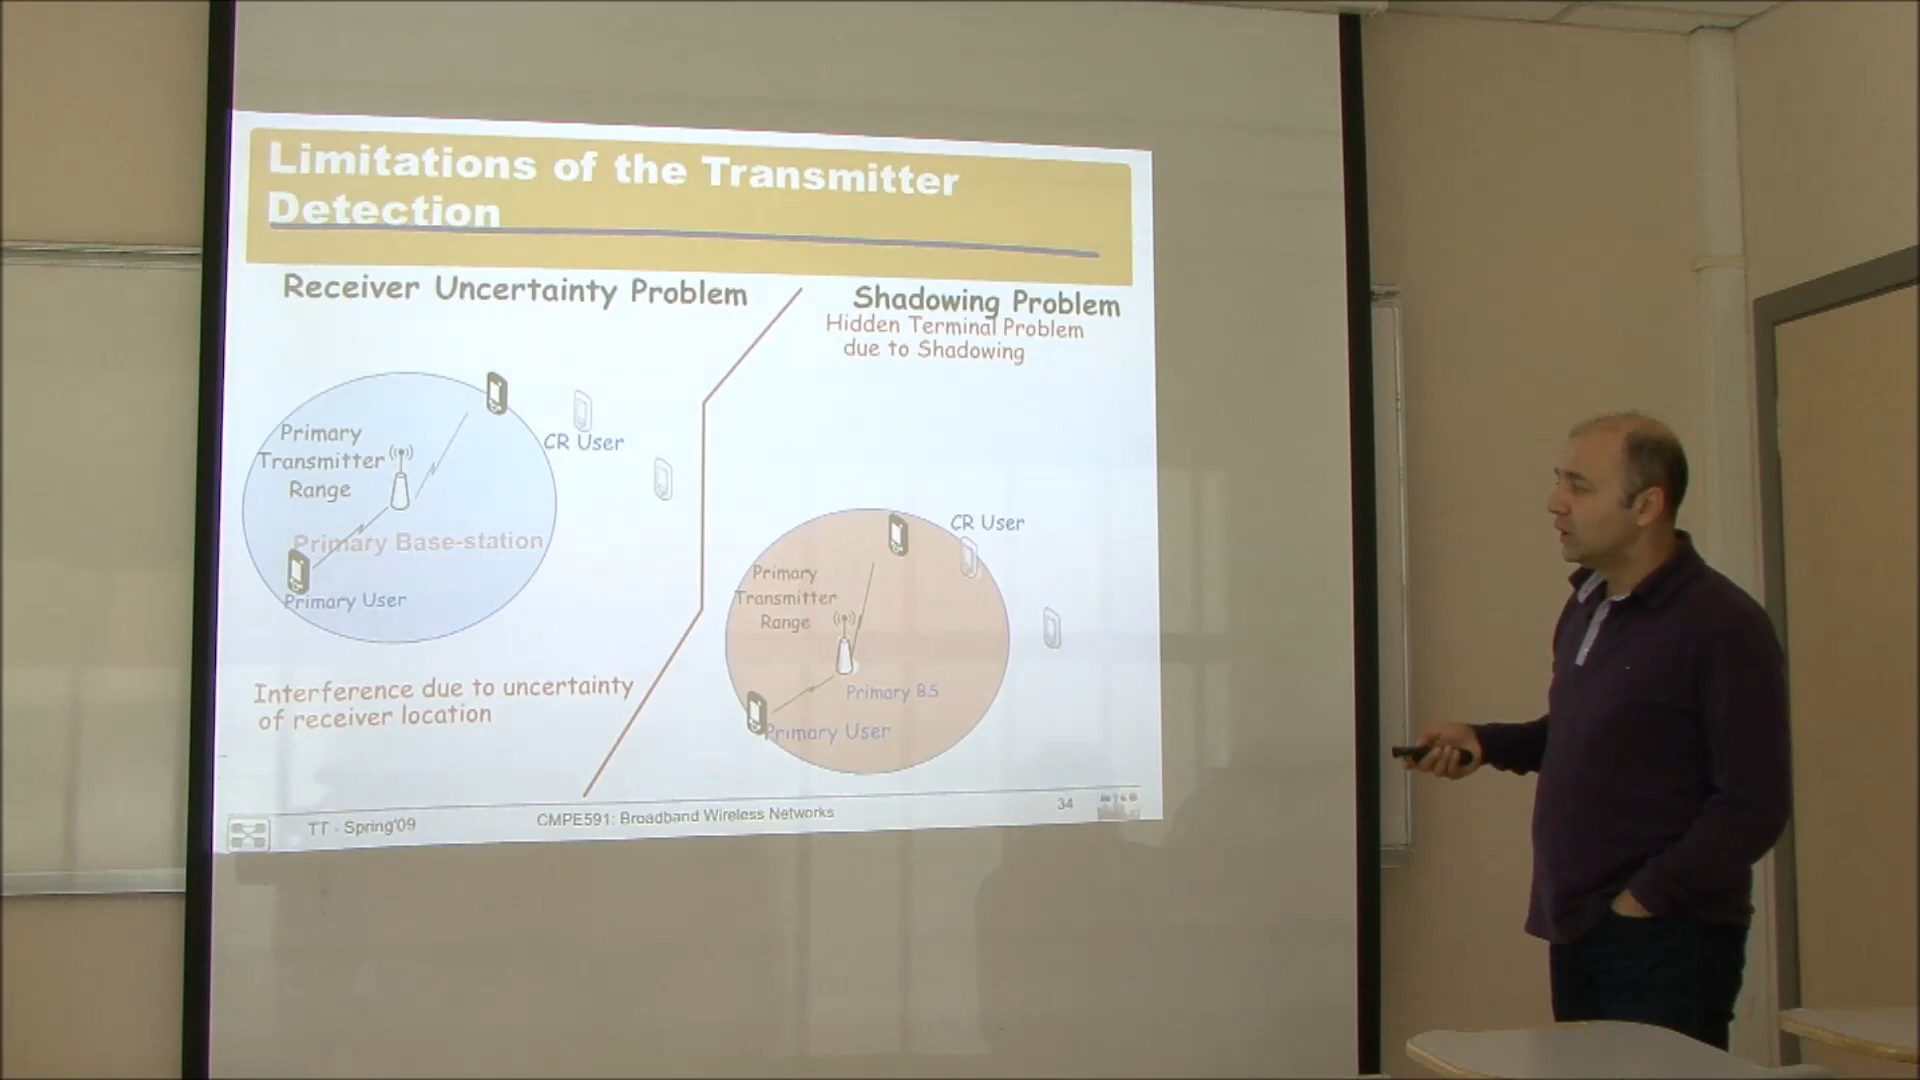 Limitations of the Transmitter
Detection
Receiver Uncertainty Problem
CR User
Primary
Transmitter
Range
Primary Base-station
Primary User
Interference due to uncertainty
of receiver location
Shadowing Problem
Hidden Terminal Problem
due to Shadowing
CR User
Primary
Transmitter
Range
Primary BS
Primary User
TT - Spring'09
CMPE591: Broadband Wireless Networks
34